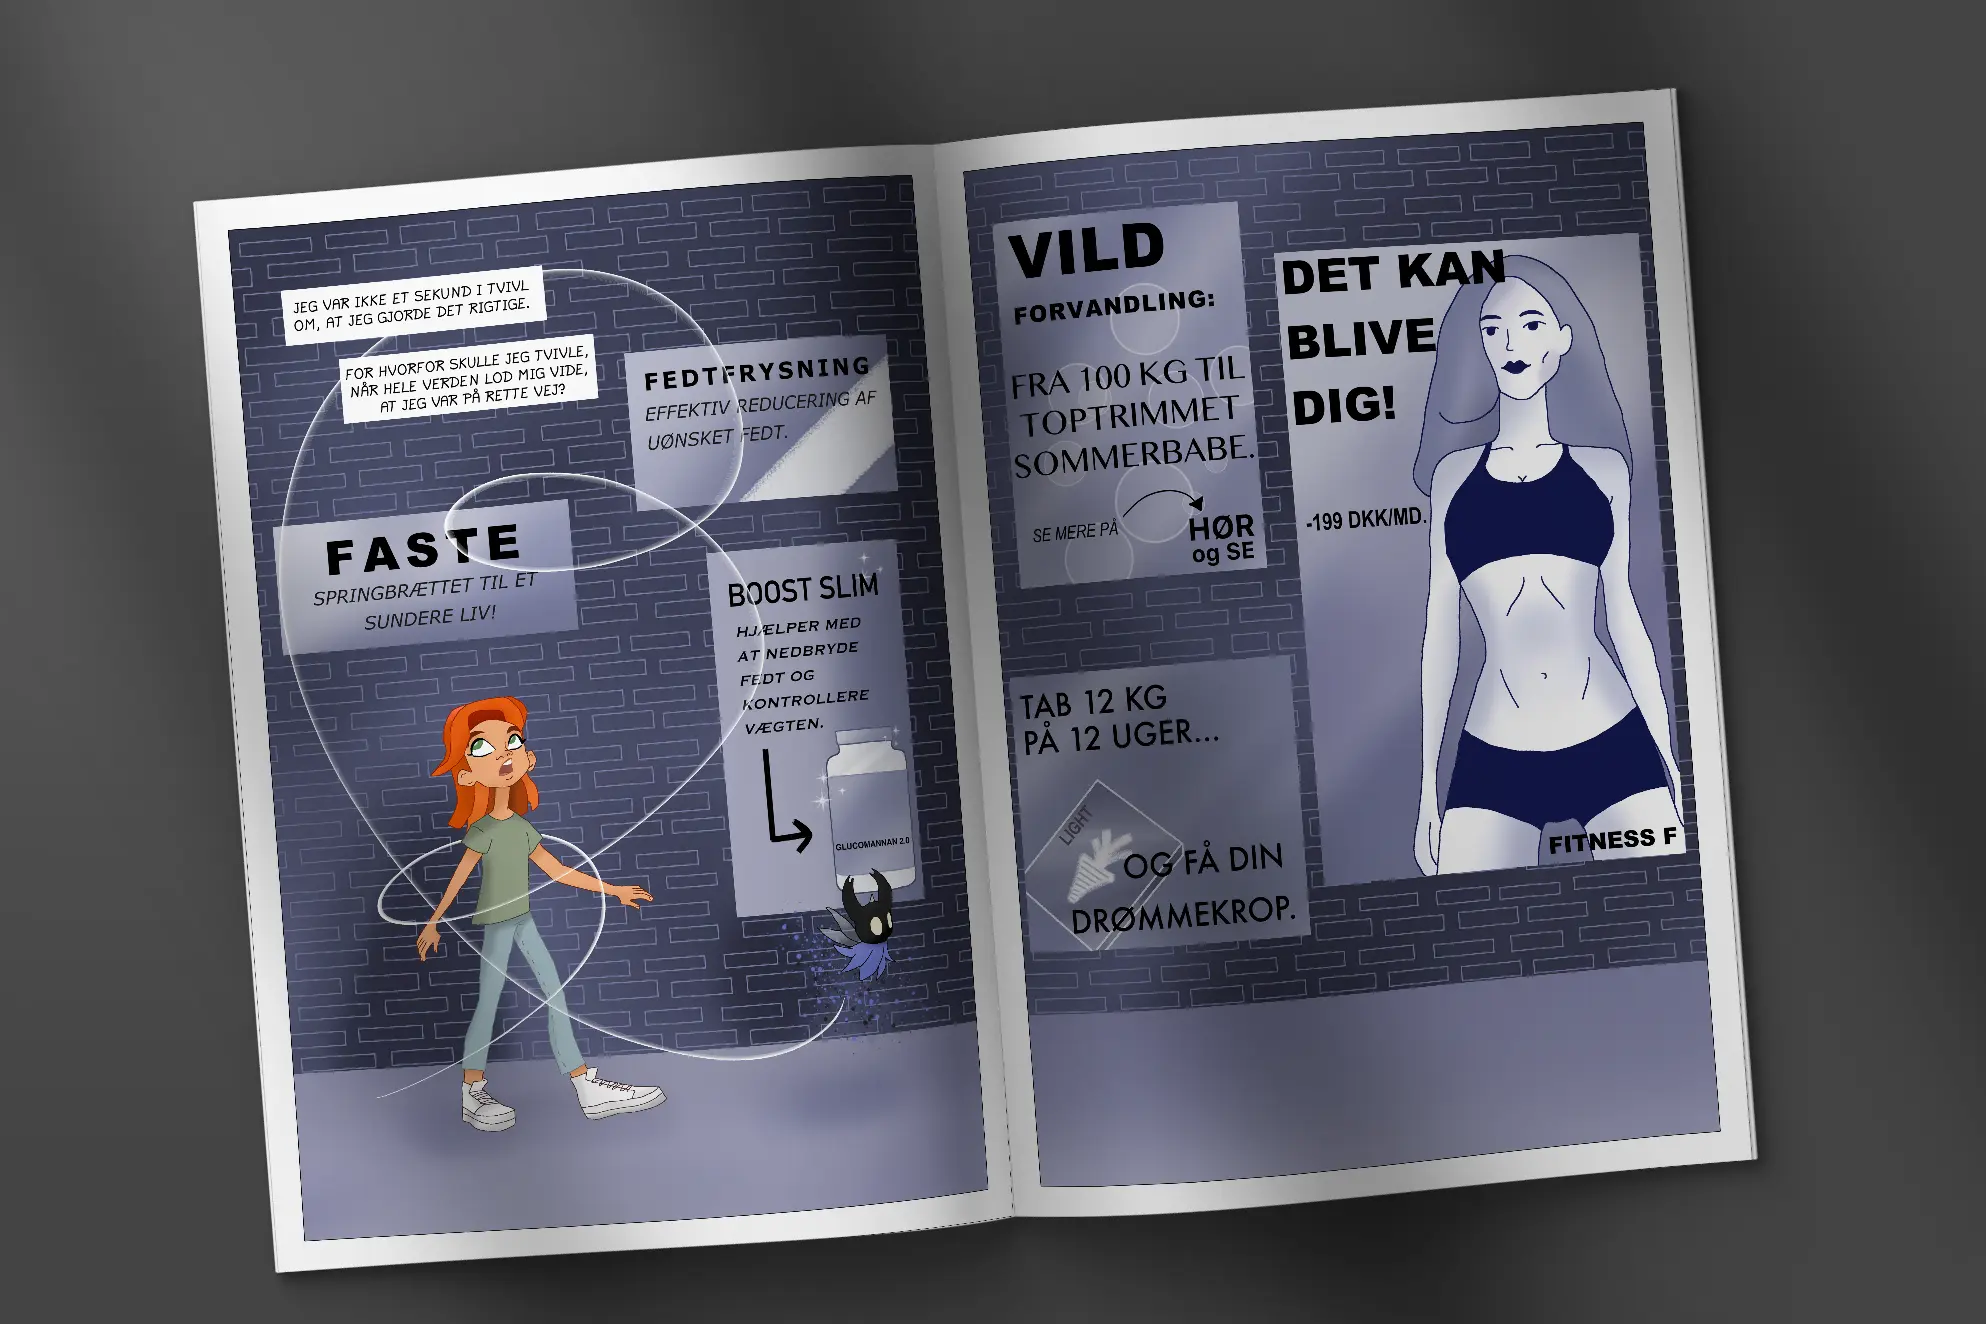 JEG VAR IKKE ET SEKUND I TVIVL
OM, AT JEG GJORDE DET RIGTIGE.
FOR HVORFOR SKULLE JEG TVIVLE,
NÅR HELE VERDEN LOD MIG VIDE,
AT JEG VAR PÅ RETTE VEJ?
FEDTFRYSNING
EFFEKTIV REDUCERING AF
UØNSKET FEDT.
FASTE
SPRINGBRÆTTET TIL ET
SUNDERE LIV!
BOOST SLIM
HJÆLPER MED
AT NEDBRYDE
FEDT OG
KONTROLLERE
VÆGTEN.
GLUCOMANNAN 2.0
VILD
FORVANDLING:
FRA 100 KG TIL
TOPTRIMMET
SOMMERBABE.
SE MERE PÅ
HØR
og SE
DET KAN
BLIVE
DIG!
-199 DKK/MD.
FITNESS F
TAB 12 KG
PÅ 12 UGER...
LIGHT
OG FÅ DIN
DRØMMEKROP.